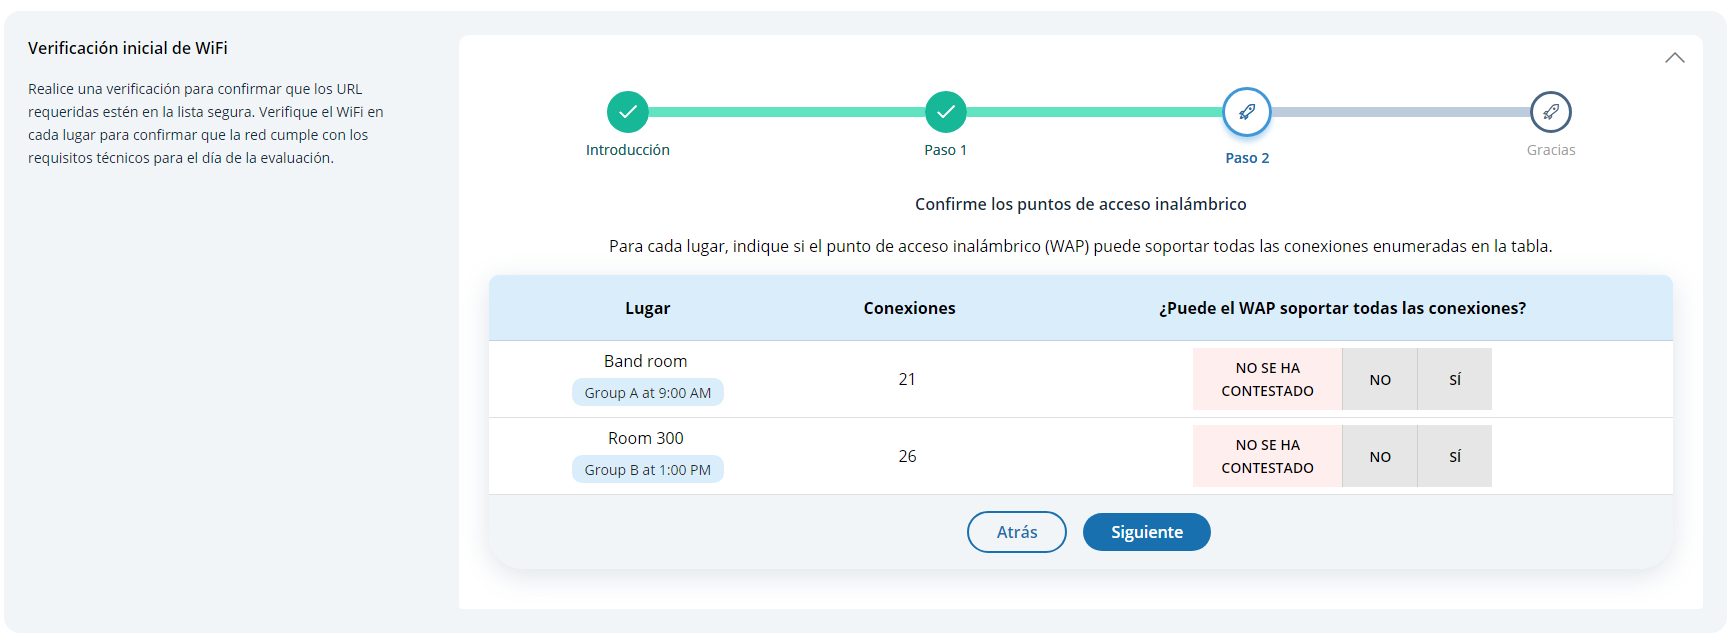 Verificación inicial de WiFi
Realice una verificación para confirmar que los URL
requeridas estén en la lista segura. Verifique el WiFi en
cada lugar para confirmar que la red cumple con los
requisitos técnicos para el día de la evaluación.
Introducción
Paso 1
Paso 2
Gracias
Confirme los puntos de acceso inalámbrico
Para cada lugar, indique si el punto de acceso inalámbrico (WAP) puede soportar todas las conexiones enumeradas en la tabla.
Lugar Conexiones ¿Puede el WAP soportar todas las conexiones?
Band room
Group A at 9:00 AM
21
NO SE HA
CONTESTADO
NO
SÍ
Room 300
Group B at 1:00 PM
26
NO SE HA
CONTESTADO
NO
SÍ
Atrás
Siguiente